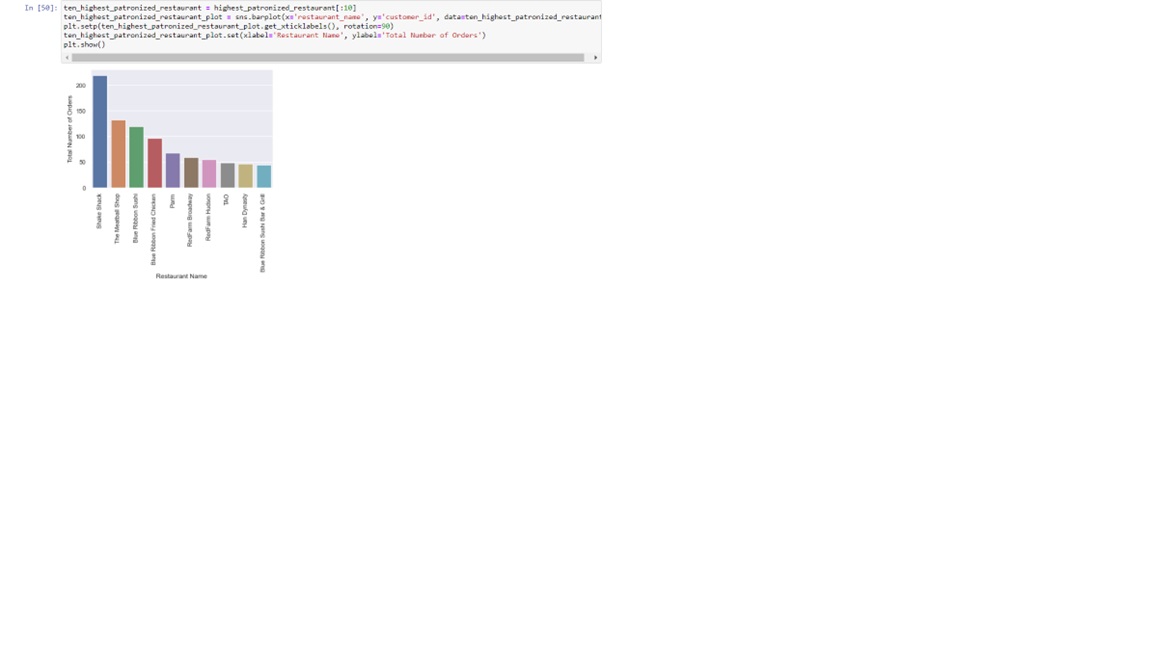 In [50]: ten_highest_patronized_restaurant = highest_patronized_restaurant[:10]
ten_highest_patronized_restaurant_plot = sns.barplot(x='restaurant_name', y='customer_id', data=ten_highest_patronized_restaurant
plt.setp(ten_highest_patronized_restaurant_plot.get_xticklabels(), rotation=90)
ten_highest_patronized_restaurant_plot.set(xlabel='Restaurant Name', ylabel='Total Number of Orders')
plt.show()
Total Number of Orders
200
150
100
50
0
Shake Shack
The Meatball Shop
Blue Ribbon Sushi
Blue Ribbon Fried Chicken
Parm
RedFarm Broadway
RedFarm Hudson
TAO
Han Dynasty
Blue Ribbon Sushi Bar & Grill
Restaurant Name